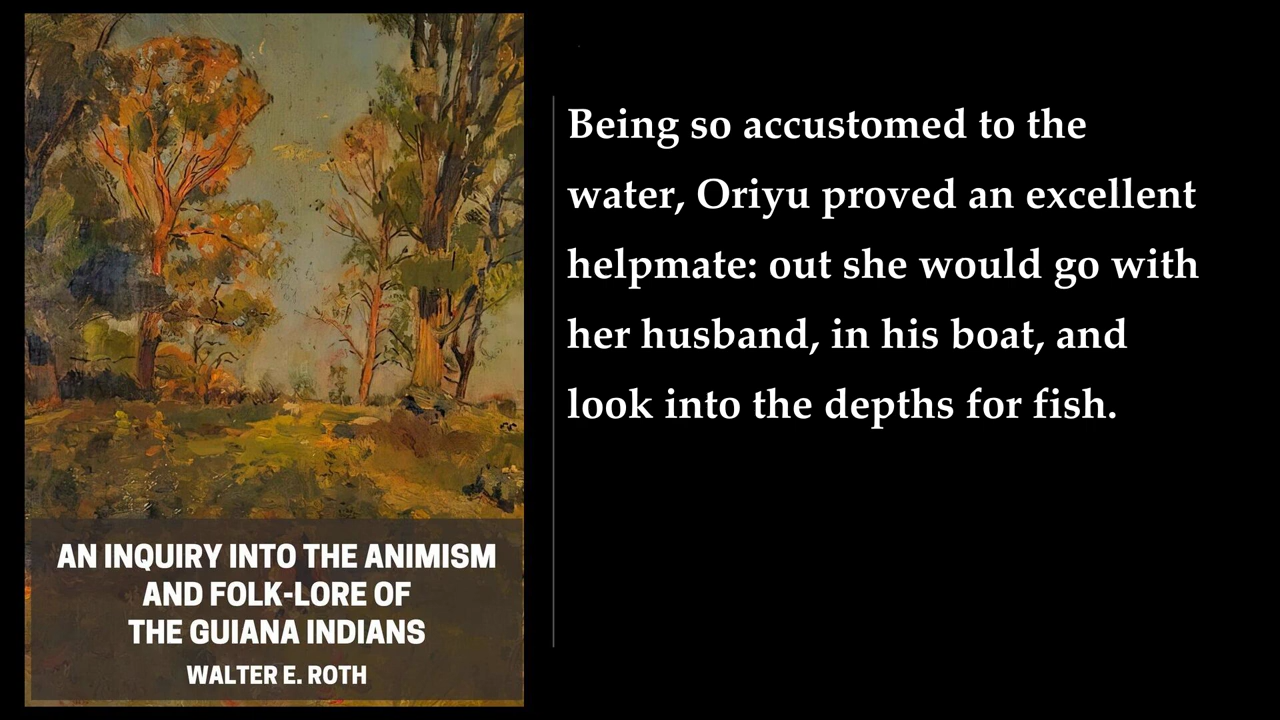 Being so accustomed to the
water, Oriyu proved an excellent
helpmate: out she would go with
her husband, in his boat, and
look into the depths for fish.
AN INQUIRY INTO THE ANIMISM
AND FOLK-LORE OF
THE GUIANA INDIANS
WALTER E. ROTH